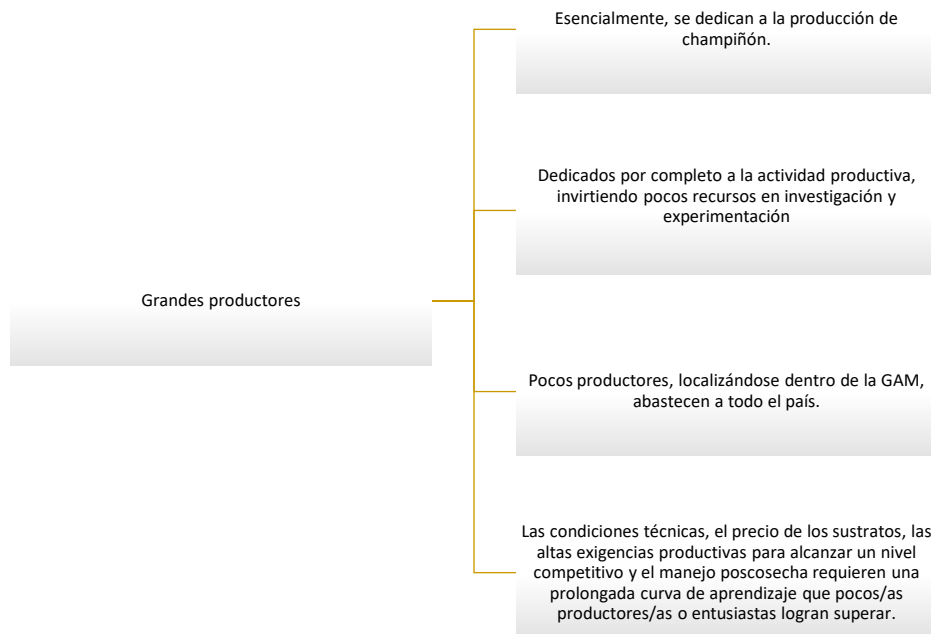 Esencialmente, se dedican a la producción de
champiñón.
Dedicados por completo a la actividad productiva,
invirtiendo pocos recursos en investigación y
experimentación
Grandes productores
Pocos productores, localizándose dentro de la GAM,
abastecen a todo el país.
Las condiciones técnicas, el precio de los sustratos, las
altas exigencias productivas para alcanzar un nivel
competitivo y el manejo poscosecha requieren una
prolongada curva de aprendizaje que pocos/as
productores/as o entusiastas logran superar.